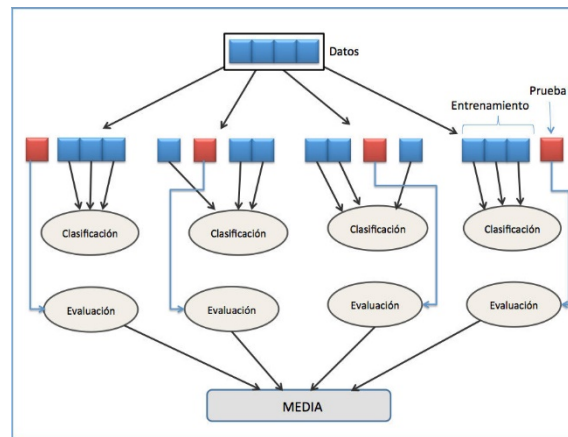 Datos
Prueba
Entrenamiento
Clasificación
Clasificación
Clasificación
Clasificación
Evaluación
Evaluación
Evaluación
Evaluación
MEDIA